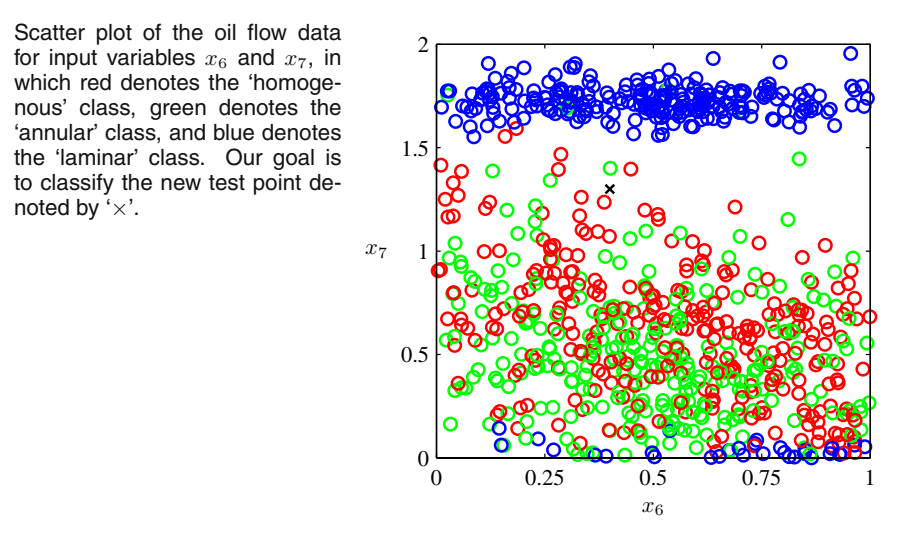 Scatter plot of the oil flow data
for input variables x6 and x7, in
which red denotes the ‘homoge-
nous’ class, green denotes the
‘annular’ class, and blue denotes
the ‘laminar’ class. Our goal is
to classify the new test point de-
noted by ‘×’.
2
1.5
x7
1
0.5
0
0 0.25 0.5 0.75 1
x6